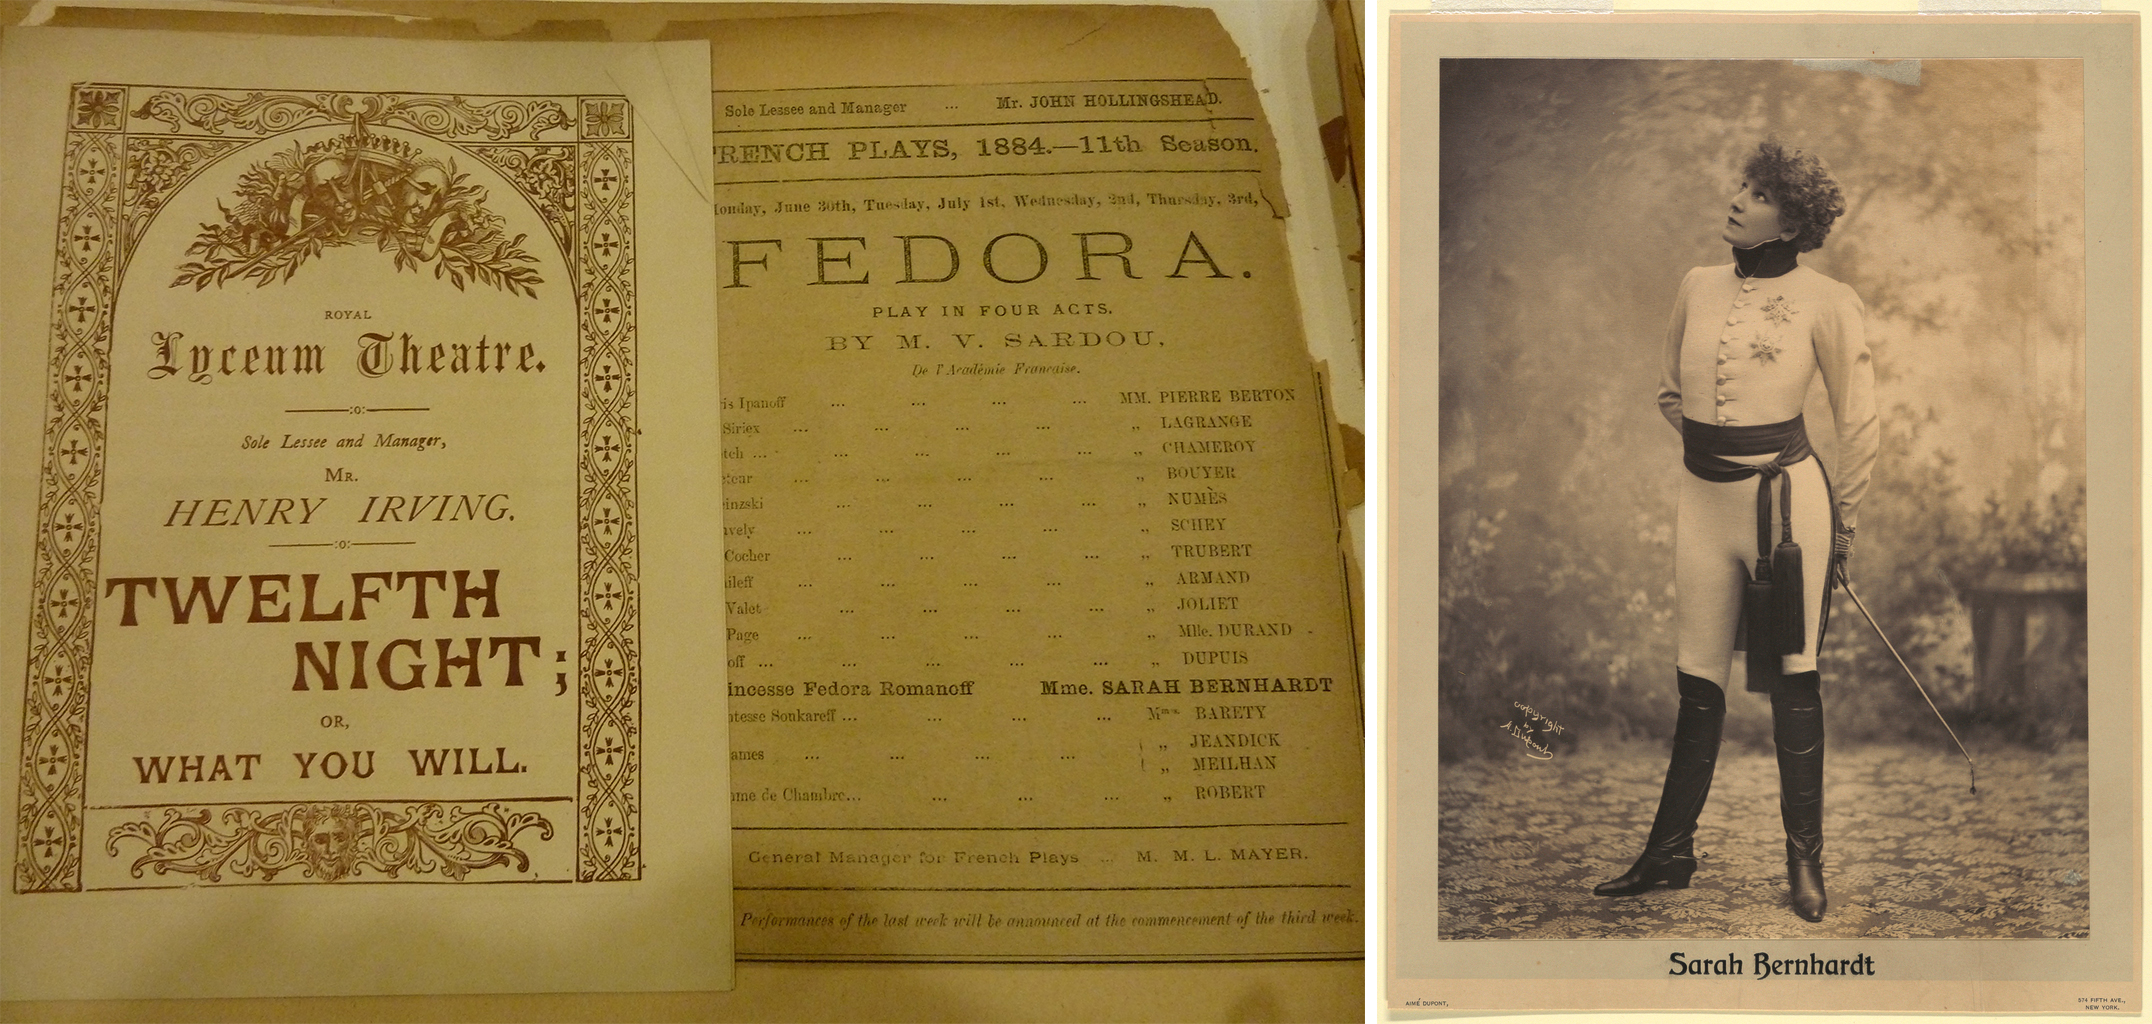 ROYAL
Lyceum Theatre.
:o:
Sole Lessee and Manager,
MR.
HENRY IRVING.
:o:
TWELFTH
NIGHT;
OR,
WHAT YOU WILL.
Sole Lessee and Manager ... Mr. JOHN HOLLINGSHEAD.
RENCH PLAYS, 1884.—11th Season.
onday, June 30th, Tuesday, July 1st, Wednesday, 2nd, Thursday, 3rd,
FEDORA.
PLAY IN FOUR ACTS.
BY M. V. SARDOU,
De l'Académie Française.
is Ipanoff ... ... ... ... MM. PIERRE BERTON
Siriex ... ... ... ... „ LAGRANGE
tch ... ... ... ... „ CHAMEROY
... ... ... „ BOUYER
inzski ... ... ... „ NUMÈS
vely ... ... ... „ SCHEY
Cocher ... ... ... „ TRUBERT
ileff ... ... ... „ ARMAND
Valet ... ... ... „ JOLIET
Page ... ... ... „ Mlle. DURAND
off ... ... ... ... „ DUPUIS
incesse Fedora Romanoff Mme. SARAH BERNHARDT
tesse Soukareff ... ... ... ... Mme. BARETY
ames ... ... ... ... „ JEANDICK
„ MEILHAN
me de Chambre... ... ... ... „ ROBERT
General Manager for French Plays ... M. M. L. MAYER.
Performances of the last week will be announced at the commencement of the third week.
copyright
by
A. Dupont
Sarah Bernhardt
AIMÉ DUPONT,
574 FIFTH AVE.,
NEW YORK.